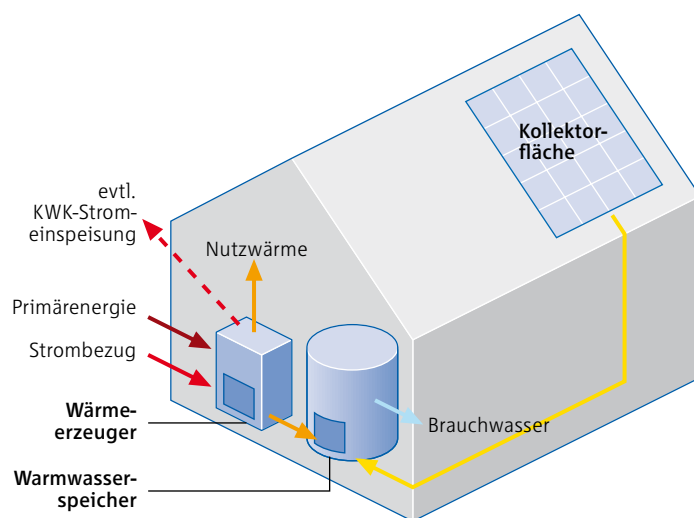 Kollektor-
fläche
evtl.
KWK-Strom-
einspeisung
Nutzwärme
Primärenergie
Strombezug
Wärme-
erzeuger
Brauchwasser
Warmwasser-
speicher